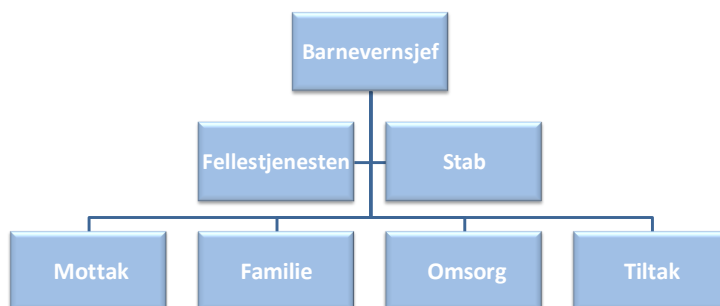 Barnevernsjef
Fellestjenesten
Stab
Mottak
Familie
Omsorg
Tiltak